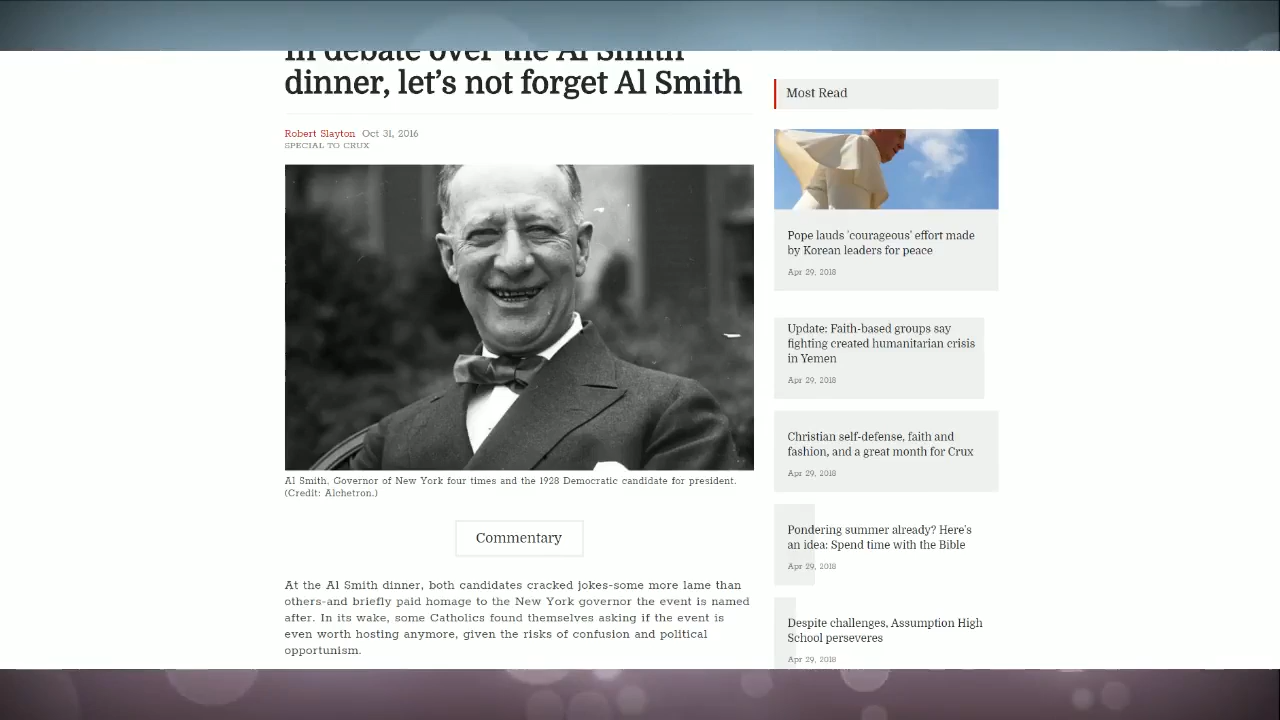 In debate over the Al Smith
dinner, let's not forget Al Smith
Robert Slayton Oct 31, 2016
SPECIAL TO CRUX
Al Smith, Governor of New York four times and the 1928 Democratic candidate for president.
(Credit: Alchetron.)
Commentary
At the Al Smith dinner, both candidates cracked jokes-some more lame than
others-and briefly paid homage to the New York governor the event is named
after. In its wake, some Catholics found themselves asking if the event is
even worth hosting anymore, given the risks of confusion and political
opportunism.
Most Read
Pope lauds 'courageous' effort made
by Korean leaders for peace
Apr 29, 2018
Update: Faith-based groups say
fighting created humanitarian crisis
in Yemen
Apr 29, 2018
Christian self-defense, faith and
fashion, and a great month for Crux
Apr 29, 2018
Pondering summer already? Here's
an idea: Spend time with the Bible
Apr 29, 2018
Despite challenges, Assumption High
School perseveres
Apr 29, 2018